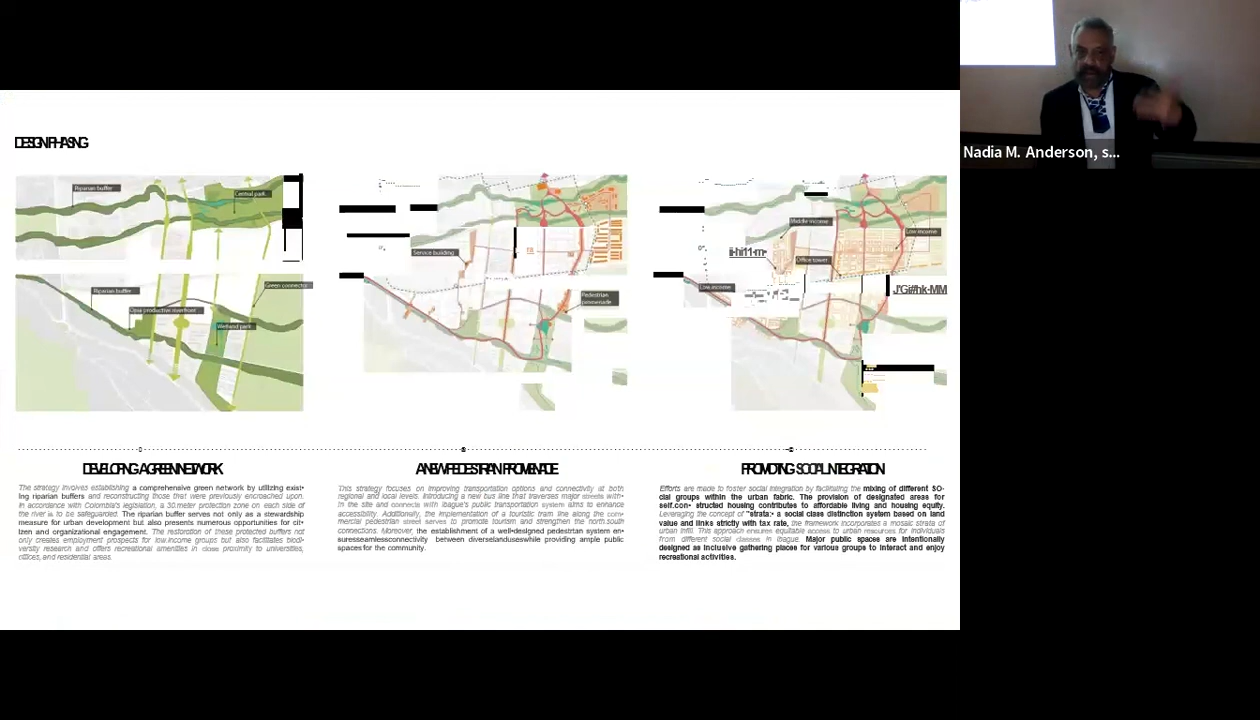 DESIGN PHASING
Nadia M. Anderson, s...
Riparian buffer
Central park
Riparian buffer
Green connector
Wetland park
Service building
Pedestrian
promenade
Middle income
Low income
Office tower
Low income
DEVELOPING A GREEN NETWORK
The strategy involves establishing a comprehensive green network by utilizing exist-
ing riparian buffers and reconstructing those that were previously encroached upon.
In accordance with Colombia's legislation, a 30 meter protection zone on each side of
the river is to be safeguarded. The riparian buffer serves not only as a stewardship
measure for urban development but also presents numerous opportunities for cit-
izen and organizational engagement. The restoration of these protected buffers not
only creates employment prospects for low-income groups but also facilitates biodi-
versity research and offers recreational amenities in close proximity to universities,
offices, and residential areas.
A NEW PEDESTRIAN PROMENADE
This strategy focuses on improving transportation options and connectivity at both
regional and local levels. Introducing a new bus line that traverses major streets with-
in the site and connects with Ibague's public transportation system aims to enhance
accessibility. Additionally, the implementation of a touristic tram line along the com-
mercial pedestrian street serves to promote tourism and strengthen the north.south
connections. Moreover, the establishment of a well-designed pedestrian system en-
suresseamlessconnectivity between diverselanduseswhile providing ample public
spaces for the community.
PROMOTING SOCIAL INTEGRATION
Efforts are made to foster social integration by facilitating the mixing of different SO-
cial groups within the urban fabric. The provision of designated areas for
self.con- structed housing contributes to affordable living and housing equity.
Leveraging the concept of "strata:- a social class distinction system based on land
value and links strictly with tax rate, the framework incorporates a mosaic strata of
urban infill. This approach ensures equitable access to urban resources for individuals
from different social classes in Ibague. Major public spaces are intentionally
designed as inclusive gathering places for various groups to interact and enjoy
recreational activities.